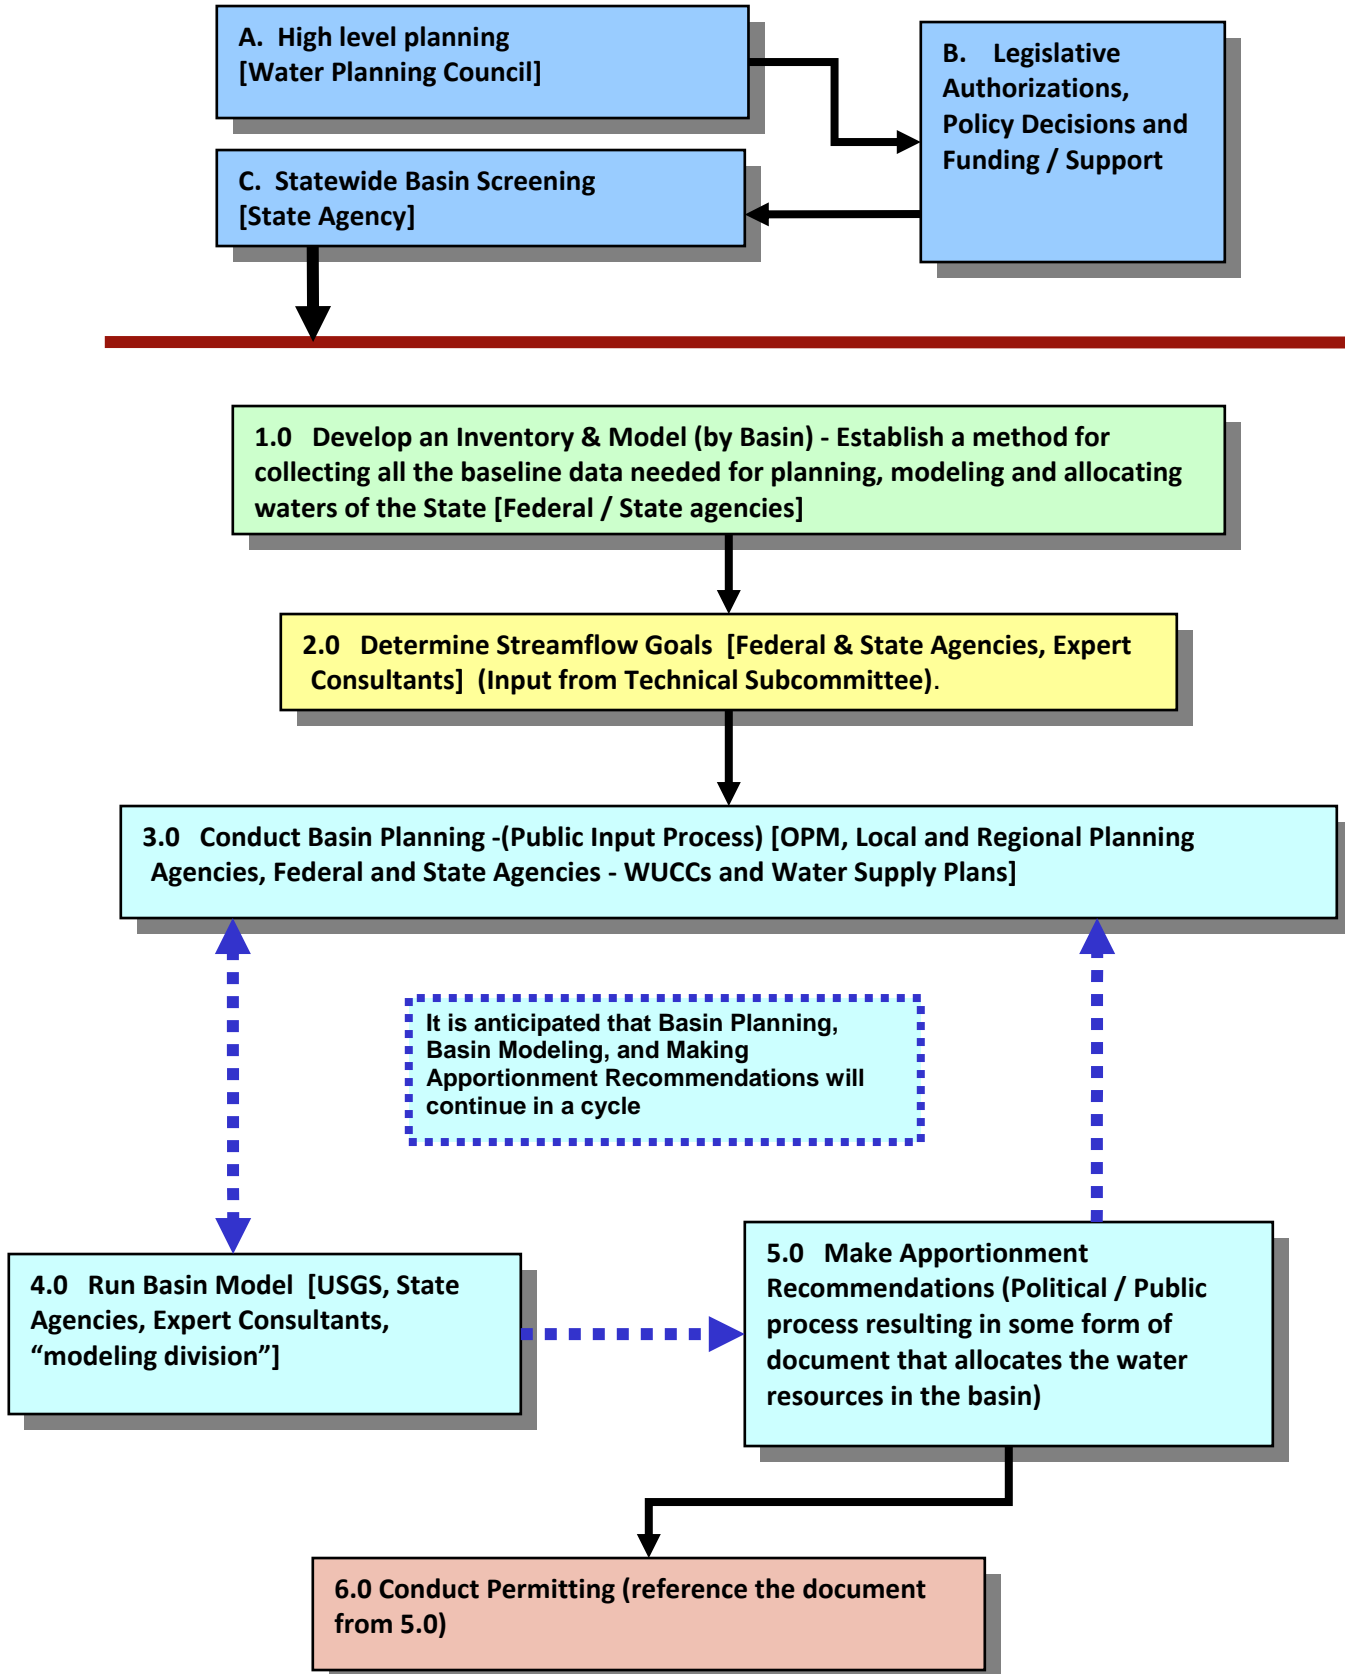 A.  High level planning
[Water Planning Council]
B.    Legislative
Authorizations,
Policy Decisions and
Funding / Support
C.  Statewide Basin Screening
[State Agency]
1.0   Develop an Inventory & Model (by Basin) - Establish a method for
collecting all the baseline data needed for planning, modeling and allocating
waters of the State [Federal / State agencies]
2.0   Determine Streamflow Goals  [Federal & State Agencies, Expert
Consultants]  (Input from Technical Subcommittee).
3.0   Conduct Basin Planning -(Public Input Process) [OPM, Local and Regional Planning
Agencies, Federal and State Agencies - WUCCs and Water Supply Plans]
It is anticipated that Basin Planning,
Basin Modeling, and Making
Apportionment Recommendations will
continue in a cycle
4.0   Run Basin Model  [USGS, State
Agencies, Expert Consultants,
“modeling division”]
5.0   Make Apportionment
Recommendations (Political / Public
process resulting in some form of
document that allocates the water
resources in the basin)
6.0 Conduct Permitting (reference the document
from 5.0)